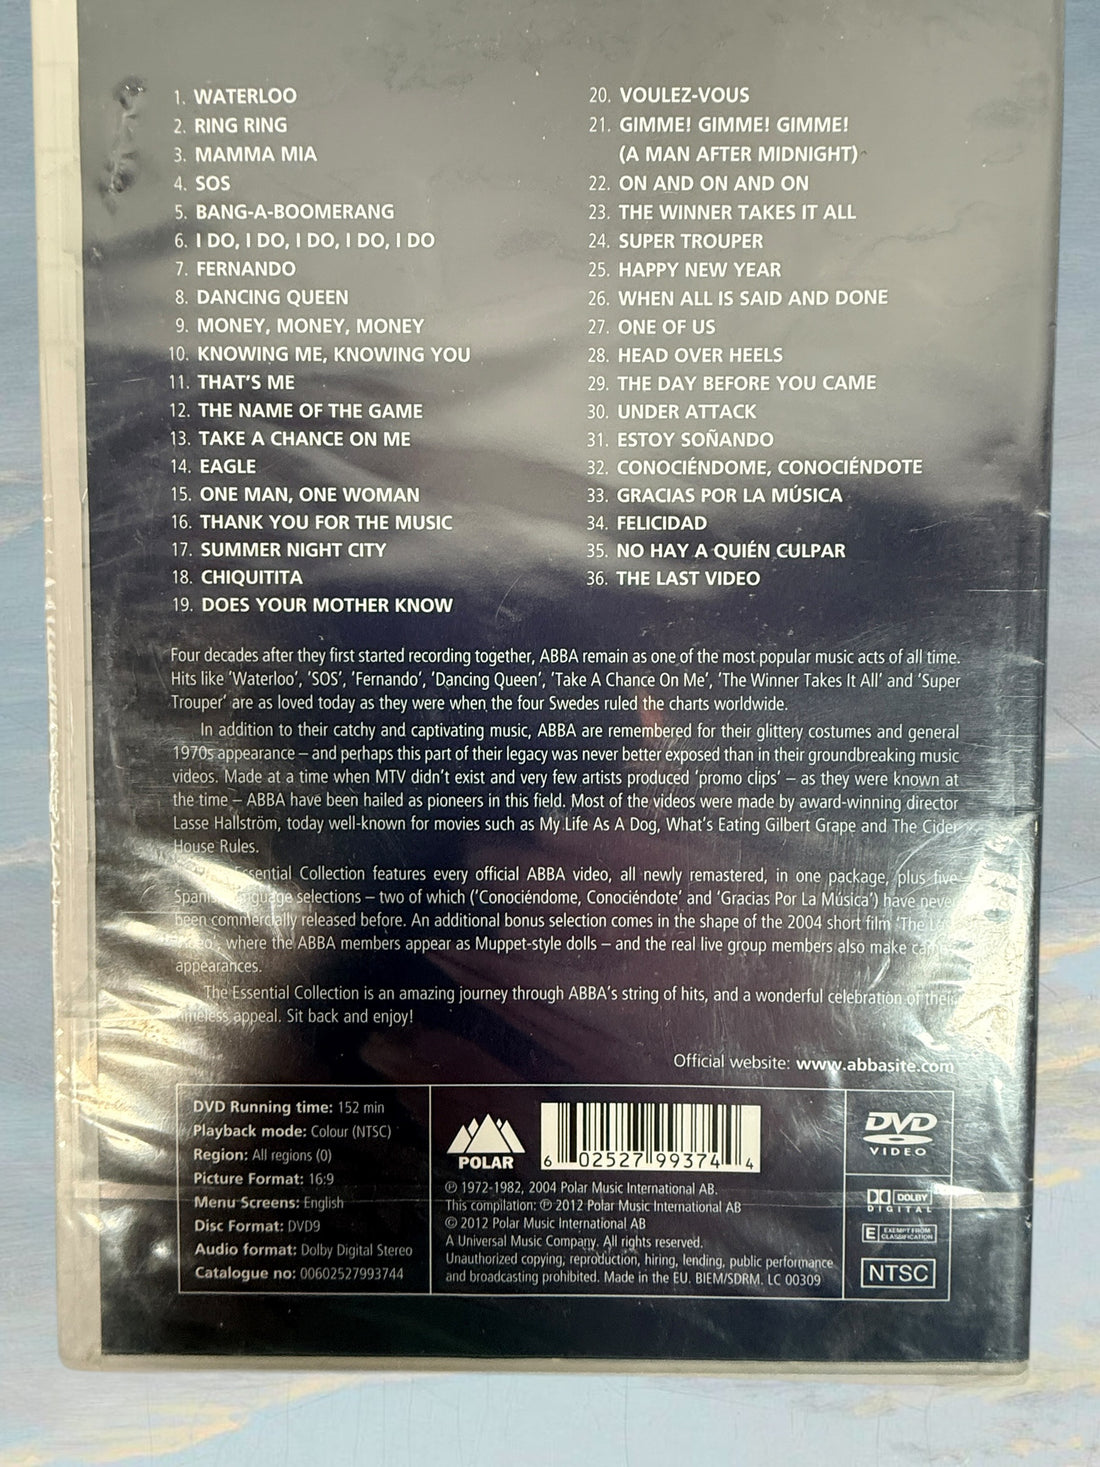 1. WATERLOO
2. RING RING
3. MAMMA MIA
4. SOS
5. BANG-A-BOOMERANG
6. I DO, I DO, I DO, I DO, I DO
7. FERNANDO
8. DANCING QUEEN
9. MONEY, MONEY, MONEY
10. KNOWING ME, KNOWING YOU
11. THAT'S ME
12. THE NAME OF THE GAME
13. TAKE A CHANCE ON ME
14. EAGLE
15. ONE MAN, ONE WOMAN
16. THANK YOU FOR THE MUSIC
17. SUMMER NIGHT CITY
18. CHIQUITITA
19. DOES YOUR MOTHER KNOW
20. VOULEZ-VOUS
21. GIMME! GIMME! GIMME!
(A MAN AFTER MIDNIGHT)
22. ON AND ON AND ON
23. THE WINNER TAKES IT ALL
24. SUPER TROUPER
25. HAPPY NEW YEAR
26. WHEN ALL IS SAID AND DONE
27. ONE OF US
28. HEAD OVER HEELS
29. THE DAY BEFORE YOU CAME
30. UNDER ATTACK
31. ESTOY SOÑANDO
32. CONOCIÉNDOME, CONOCIÉNDOTE
33. GRACIAS POR LA MÚSICA
34. FELICIDAD
35. NO HAY A QUIÉN CULPAR
36. THE LAST VIDEO
Four decades after they first started recording together, ABBA remain as one of the most popular music acts of all time.
Hits like 'Waterloo', 'SOS', 'Fernando', 'Dancing Queen', 'Take A Chance On Me', 'The Winner Takes It All' and 'Super
Trouper' are as loved today as they were when the four Swedes ruled the charts worldwide.
In addition to their catchy and captivating music, ABBA are remembered for their glittery costumes and general
1970s appearance – and perhaps this part of their legacy was never better exposed than in their groundbreaking music
videos. Made at a time when MTV didn't exist and very few artists produced 'promo clips' – as they were known at
the time – ABBA have been hailed as pioneers in this field. Most of the videos were made by award-winning director
Lasse Hallström, today well-known for movies such as My Life As A Dog, What's Eating Gilbert Grape and The Cider
House Rules.
Essential Collection features every official ABBA video, all newly remastered, in one package, plus five
selections – two of which ('Conociéndome, Conociéndote' and 'Gracias Por La Música') have never
been commercially released before. An additional bonus selection comes in the shape of the 2004 short film 'The
where the ABBA members appear as Muppet-style dolls – and the real live group members also make
appearances.
The Essential Collection is an amazing journey through ABBA's string of hits, and a wonderful celebration of their
timeless appeal. Sit back and enjoy!
Official website: www.abbasite.com
DVD Running time: 152 min
Playback mode: Colour (NTSC)
Region: All regions (0)
Picture Format: 16:9
Menu Screens: English
Disc Format: DVD9
Audio format: Dolby Digital Stereo
Catalogue no: 00602527993744
POLAR
6 02527 99374 4
℗ 1972-1982, 2004 Polar Music International AB.
This compilation: ℗ 2012 Polar Music International AB
© 2012 Polar Music International AB
A Universal Music Company. All rights reserved.
Unauthorized copying, reproduction, hiring, lending, public performance
and broadcasting prohibited. Made in the EU. BIEM/SDRM. LC 00309
DVD
VIDEO
DOLBY
DIGITAL
E EXEMPT FROM
CLASSIFICATION
NTSC